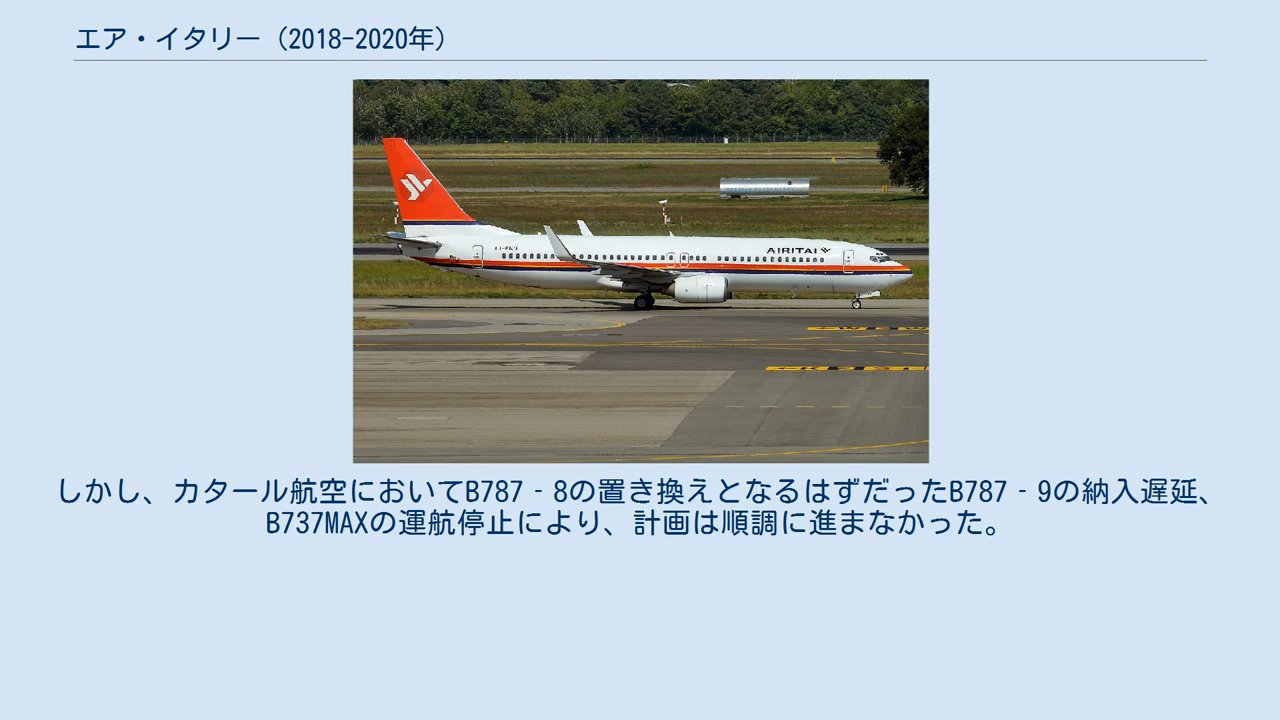 エア・イタリー（2018-2020年）
AIRITALY
しかし、カタール航空においてB787‐8の置き換えとなるはずだったB787‐9の納入遅延、
B737MAXの運航停止により、計画は順調に進まなかった。